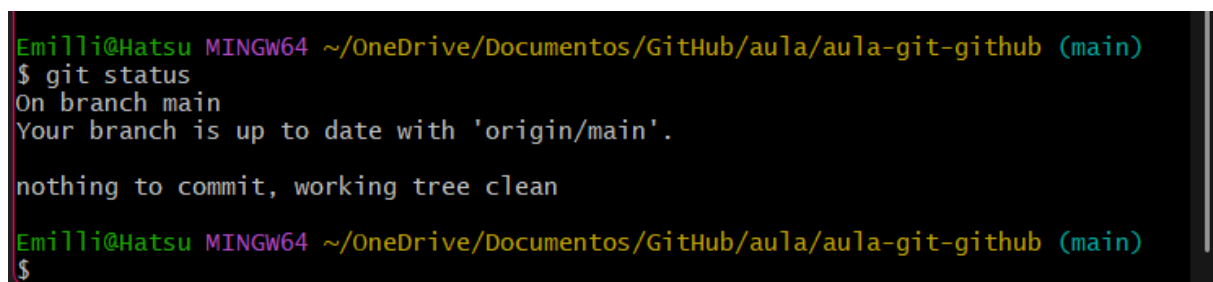 Emilli@Hatsu MINGW64 ~/OneDrive/Documentos/GitHub/aula/aula-git-github (main)
$ git status
On branch main
Your branch is up to date with 'origin/main'.
nothing to commit, working tree clean
Emilli@Hatsu MINGW64 ~/OneDrive/Documentos/GitHub/aula/aula-git-github (main)
$